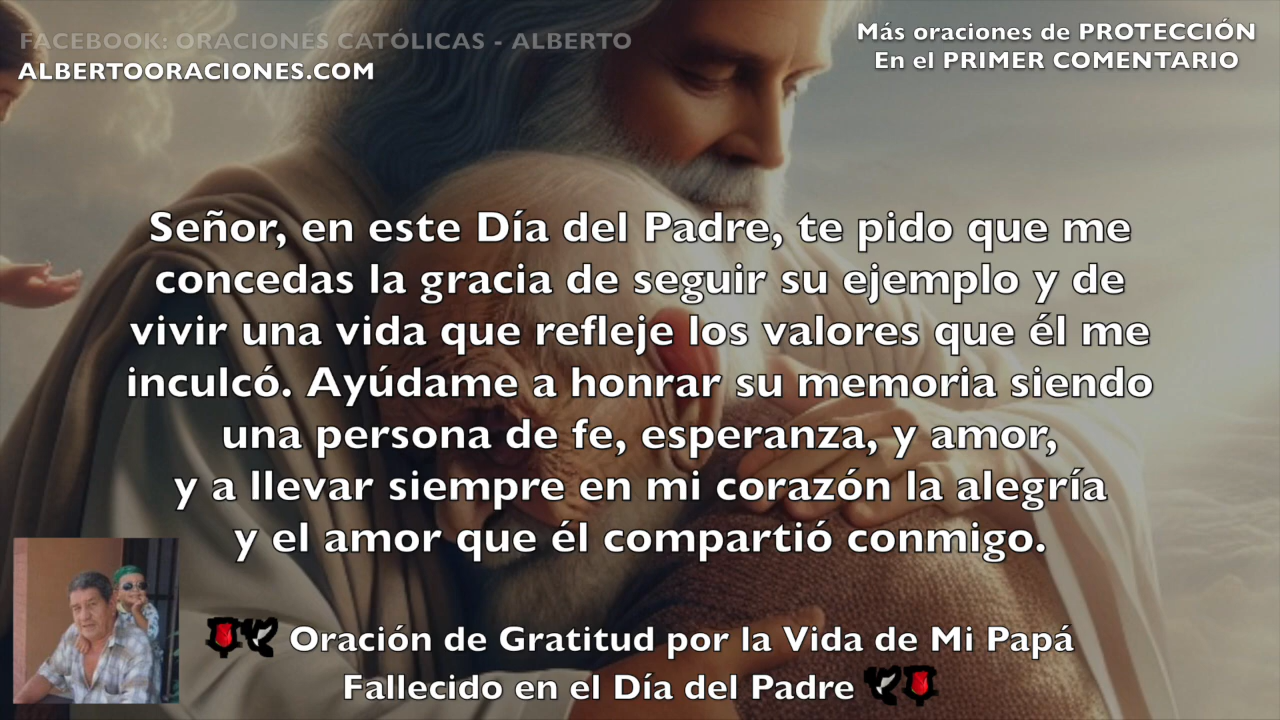 FACEBOOK: ORACIONES CATÓLICAS - ALBERTO
ALBERTOORACIONES.COM
Más oraciones de PROTECCIÓN
En el PRIMER COMENTARIO
Señor, en este Día del Padre, te pido que me
concedas la gracia de seguir su ejemplo y de
vivir una vida que refleje los valores que él me
inculcó. Ayúdame a honrar su memoria siendo
una persona de fe, esperanza, y amor,
y a llevar siempre en mi corazón la alegría
y el amor que él compartió conmigo.
🌹🕊 Oración de Gratitud por la Vida de Mi Papá
Fallecido en el Día del Padre 🕊🌹